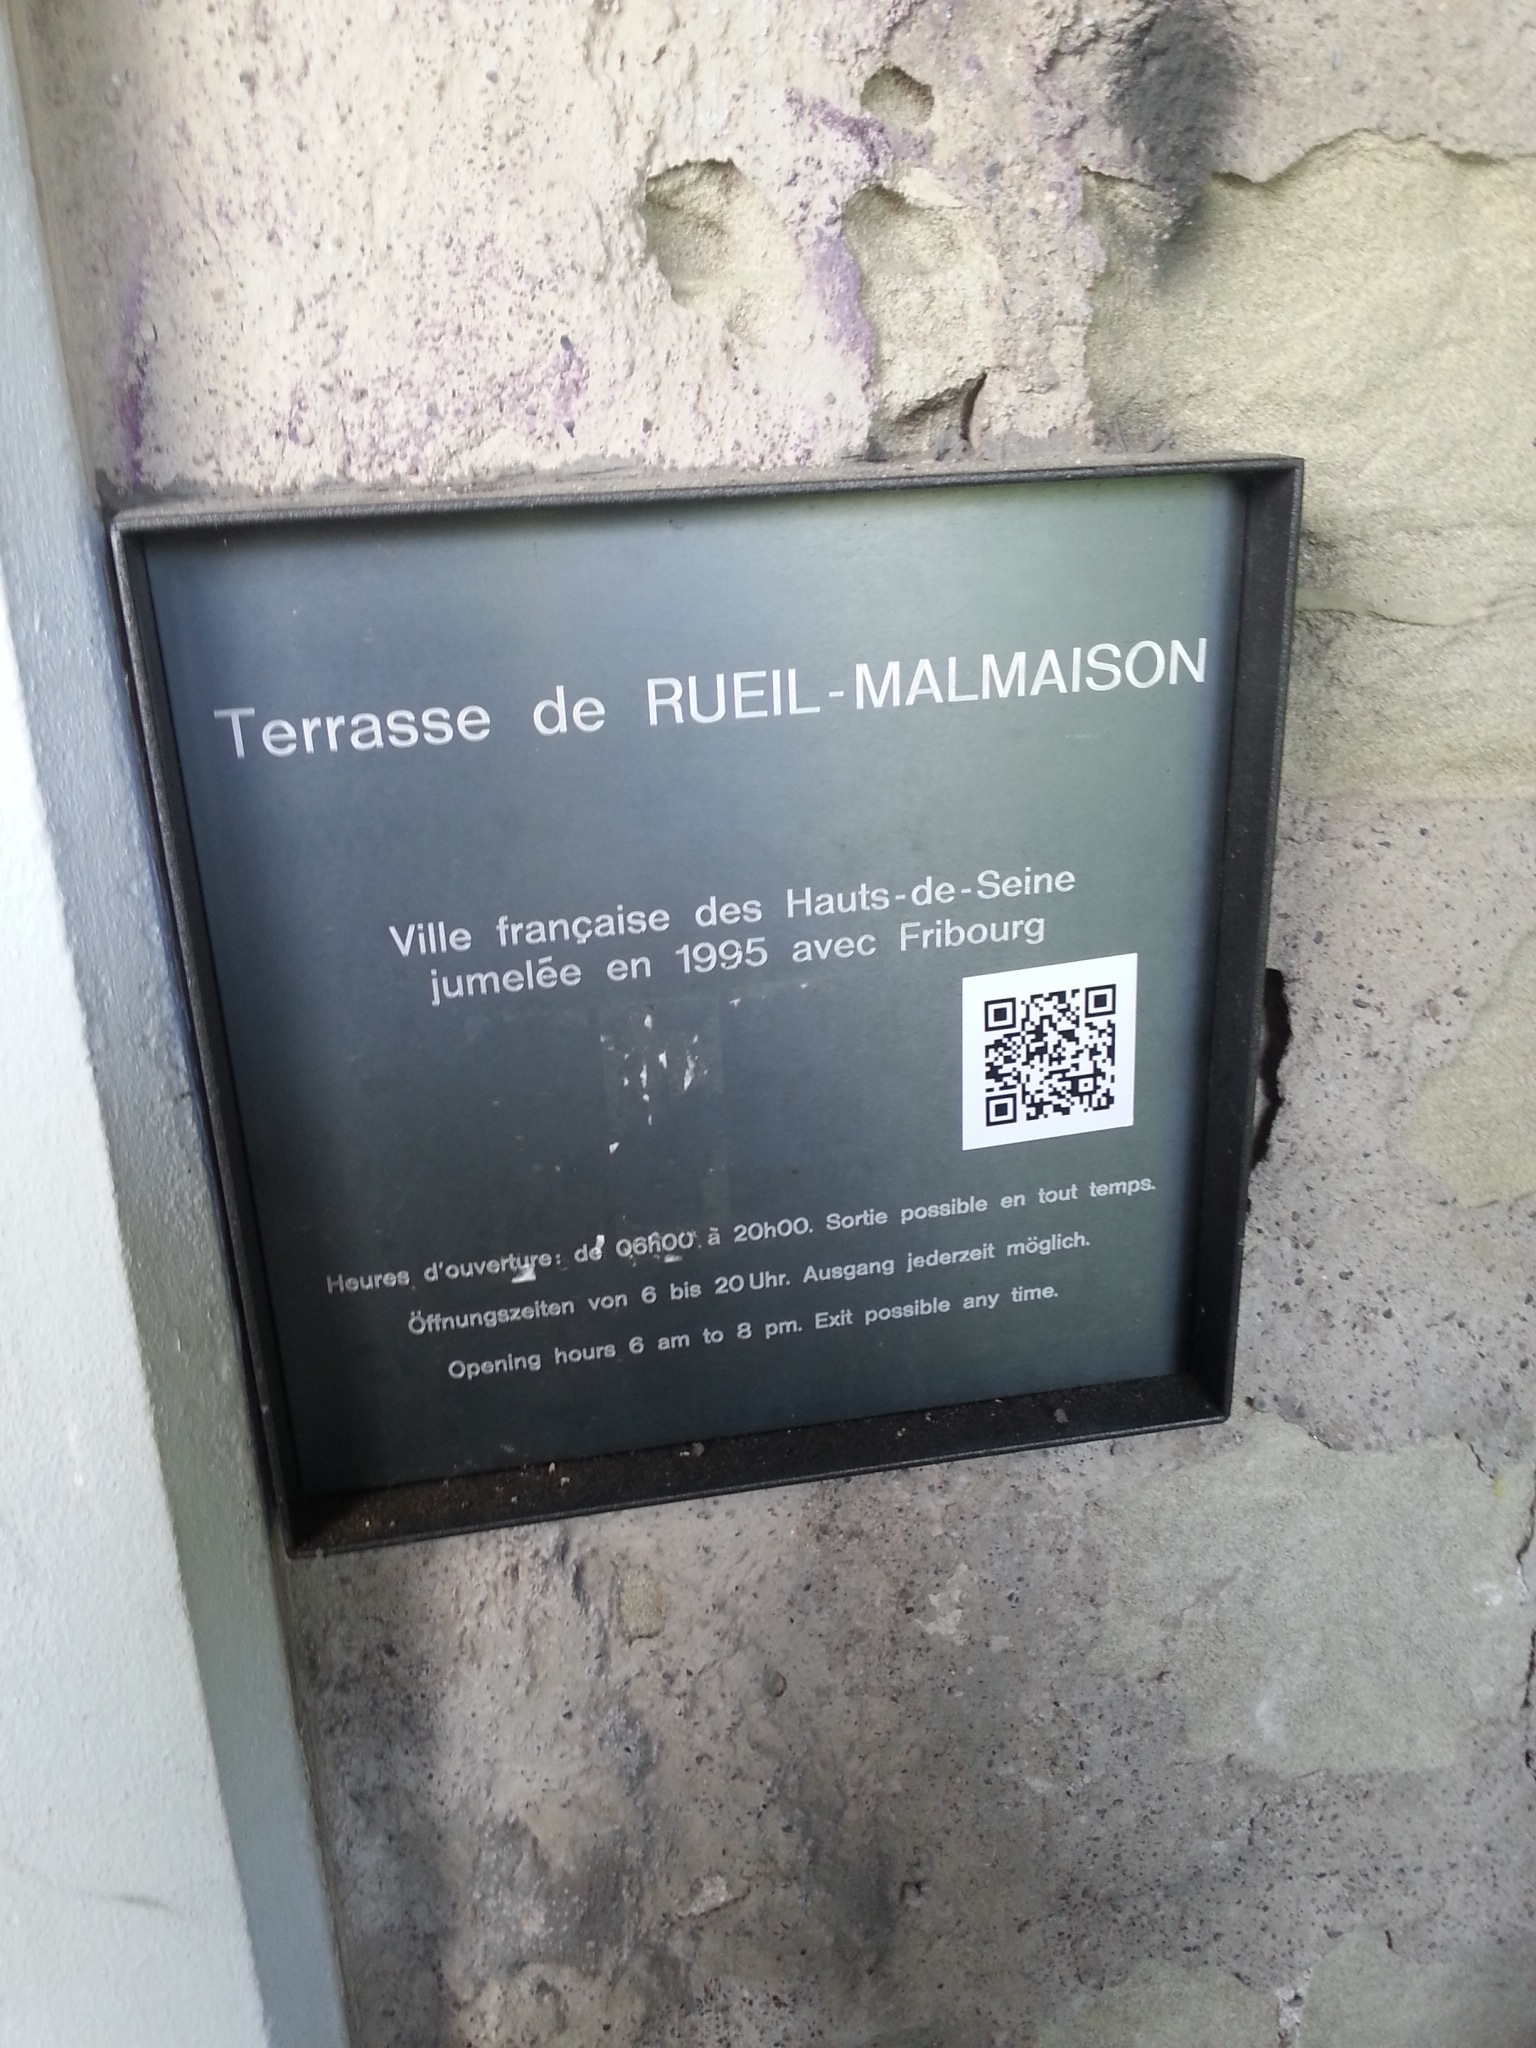 Terrasse de RUEIL-MALMAISON
Ville française des Hauts-de-Seine
jumelée en 1995 avec Fribourg
Heures d'ouverture: de 06h00 à 20h00. Sortie possible en tout temps.
Öffnungszeiten von 6 bis 20 Uhr. Ausgang jederzeit möglich.
Opening hours 6 am to 8 pm. Exit possible any time.